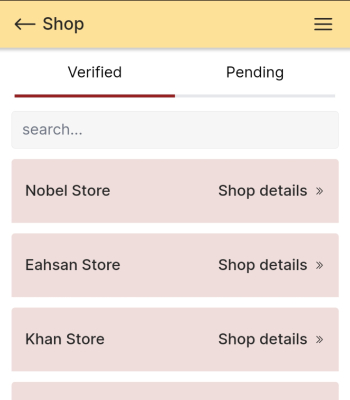 Shop
Verified Pending
search...
Nobel Store Shop details »
Eahsan Store Shop details »
Khan Store Shop details »